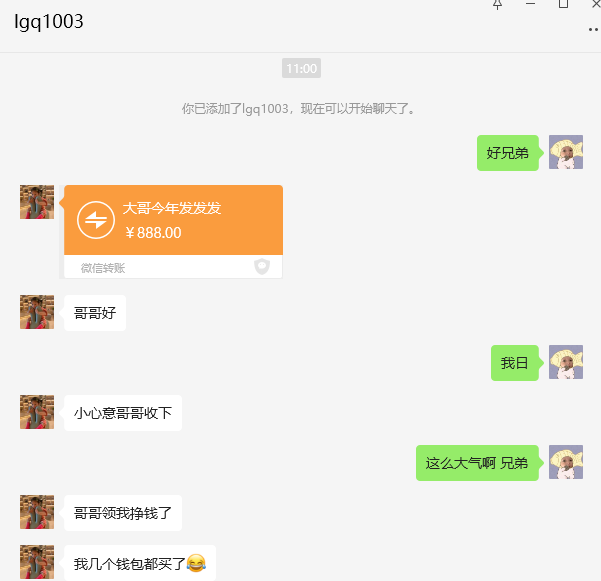 lgq1003
11:00
你已添加了lgq1003，现在可以开始聊天了。
好兄弟
大哥今年发发发
￥888.00
微信转账
哥哥好
我日
小心意哥哥收下
这么大气啊 兄弟
哥哥领我挣钱了
我几个钱包都买了😂